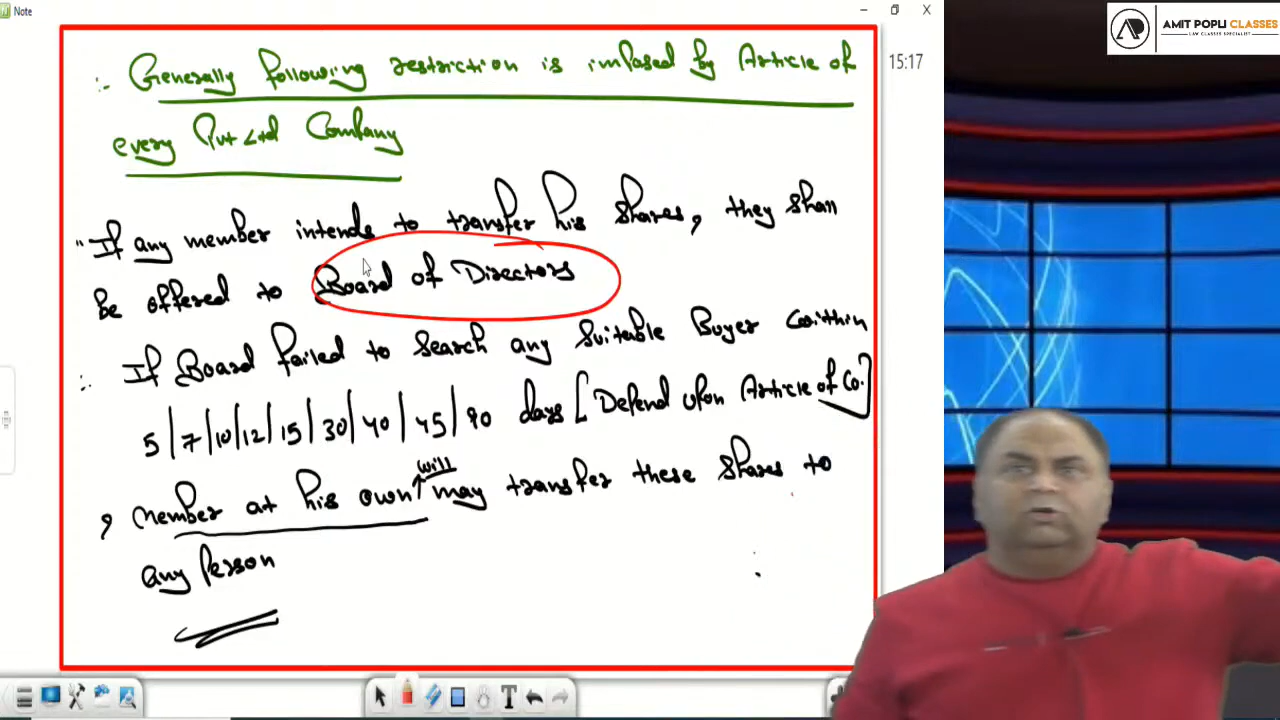 Note
AMIT POPLI CLASSES
LAW CLASSES SPECIALIST
15:17
∴ Generally following restriction is imposed by Article of
every Pvt Ltd Company
"If any member intends to transfer his shares, they shall
be offered to Board of Directors
∴ If Board failed to search any suitable Buyer within
5|7|10|12|15|30|40|45|90 days [Depend upon Article of Co.]
, member at his own will may transfer these shares to
any person